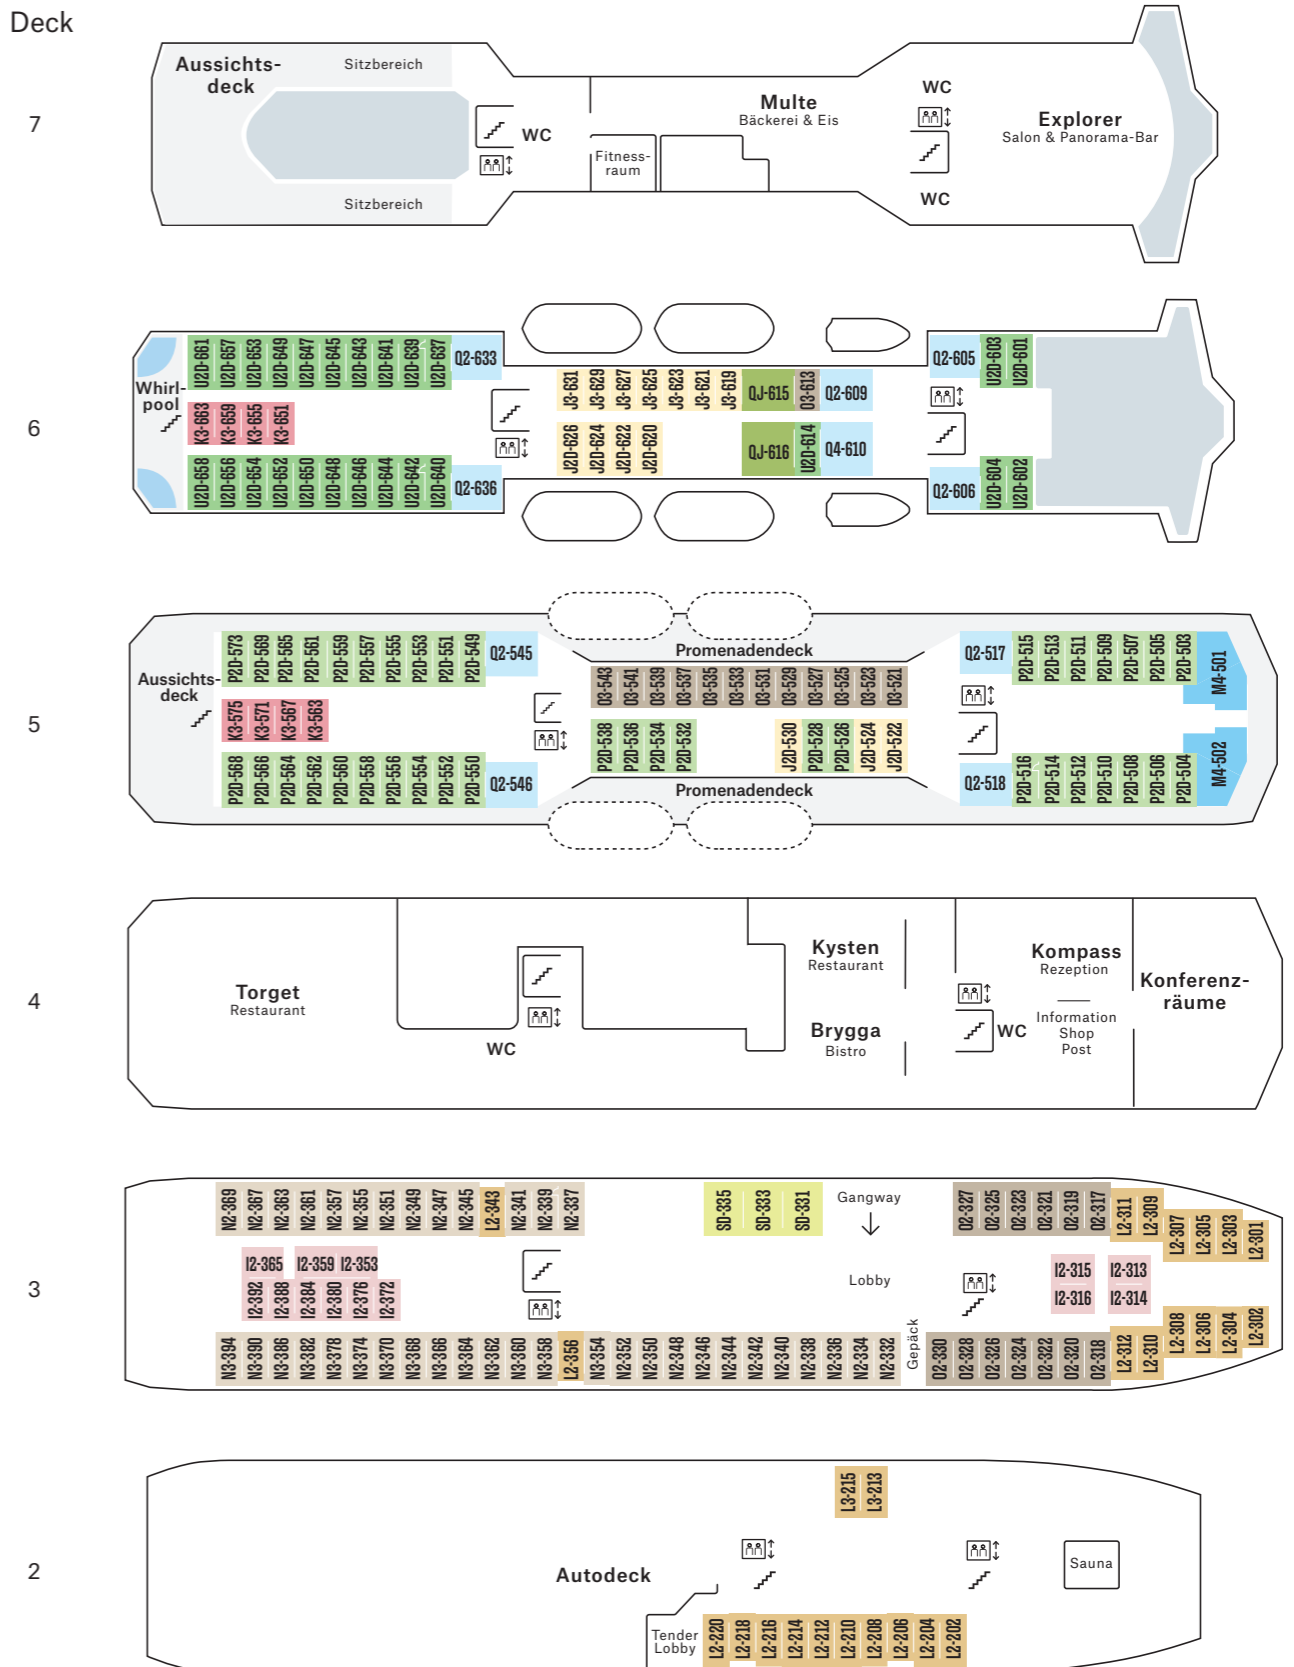 Deck
7
Aussichts-
deck
Sitzbereich
Sitzbereich
WC
Fitness-
raum
Multe
Bäckerei & Eis
WC
WC
Explorer
Salon & Panorama-Bar
6
Whirl-
pool
U2D-661 U2D-657 U2D-653 U2D-649 U2D-647 U2D-645 U2D-643 U2D-641 U2D-639 U2D-637 Q2-633
K3-663 K3-659 K3-655 K3-651
U2D-658 U2D-656 U2D-654 U2D-652 U2D-650 U2D-648 U2D-646 U2D-644 U2D-642 U2D-640 Q2-636
J3-631 J3-629 J3-627 J3-625 J3-623 J3-621 J3-619 QJ-615 O3-613 Q2-609
J2D-626 J2D-624 J2D-622 J2D-620 QJ-616 U2D-614 Q4-610
Q2-605 U2D-603 U2D-601
Q2-606 U2D-604 U2D-602
5
Aussichts-
deck
P2D-573 P2D-569 P2D-565 P2D-561 P2D-559 P2D-557 P2D-555 P2D-553 P2D-551 P2D-549 Q2-545
K3-575 K3-571 K3-567 K3-563
P2D-568 P2D-566 P2D-564 P2D-562 P2D-560 P2D-558 P2D-556 P2D-554 P2D-552 P2D-550 Q2-546
Promenadendeck
O3-543 O3-541 O3-539 O3-537 O3-535 O3-533 O3-531 O3-529 O3-527 O3-525 O3-523 O3-521
P2D-538 P2D-536 P2D-534 P2D-532 J2D-530 P2D-528 P2D-526 J2D-524 J2D-522
Promenadendeck
Q2-517 P2D-515 P2D-513 P2D-511 P2D-509 P2D-507 P2D-505 P2D-503 M4-501
Q2-518 P2D-516 P2D-514 P2D-512 P2D-510 P2D-508 P2D-506 P2D-504 M4-502
4
Torget
Restaurant
WC
Kysten
Restaurant
Brygga
Bistro
WC
Kompass
Rezeption
Information
Shop
Post
Konferenz-
räume
3
N2-369 N2-367 N2-363 N2-361 N2-357 N2-355 N2-351 N2-349 N2-347 N2-345 L2-343 N2-341 N2-339 N2-337
I2-365 I2-359 I2-353
I2-392 I2-388 I2-384 I2-380 I2-376 I2-372
N3-394 N3-390 N3-386 N3-382 N3-378 N3-374 N3-370 N3-368 N3-366 N3-364 N3-362 N3-360 N3-358 L2-356 N3-354 N2-352 N2-350 N2-348 N2-346 N2-344 N2-342 N2-340 N2-338 N2-336 N2-334 N2-332
SD-335 SD-333 SD-331
Gangway
Lobby
Gepäck
O2-327 O2-325 O2-323 O2-321 O2-319 O2-317 L2-311 L2-309 L2-307 L2-305 L2-303 L2-301
I2-315 I2-313
I2-316 I2-314
O2-330 O2-328 O2-326 O2-324 O2-322 O2-320 O2-318 L2-312 L2-310 L2-308 L2-306 L2-304 L2-302
2
L3-215 L3-213
Autodeck
Sauna
Tender
Lobby
L2-220 L2-218 L2-216 L2-214 L2-212 L2-210 L2-208 L2-206 L2-204 L2-202